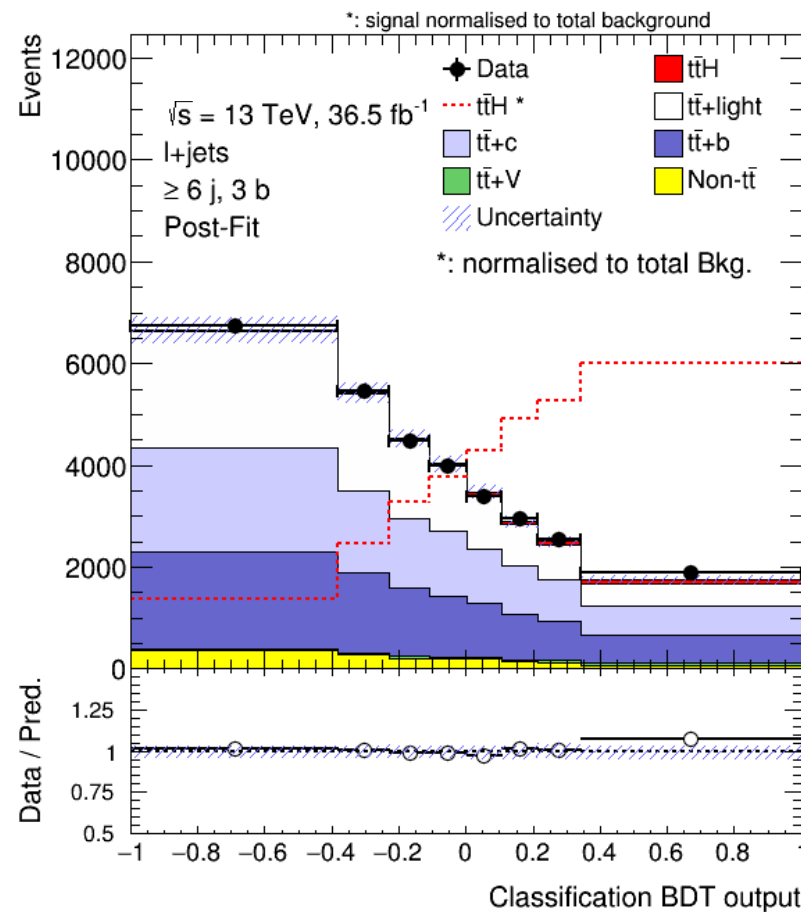 *: signal normalised to total background
Events
12000
10000
8000
6000
4000
2000
0
√s = 13 TeV, 36.5 fb⁻¹
l+jets
≥ 6 j, 3 b
Post-Fit
Data
tt̄H
tt̄H *
tt̄+light
tt̄+c
tt̄+b
tt̄+V
Non-tt̄
Uncertainty
*: normalised to total Bkg.
Data / Pred.
1.25
1
0.75
0.5
−1 −0.8 −0.6 −0.4 −0.2 0 0.2 0.4 0.6 0.8
Classification BDT output